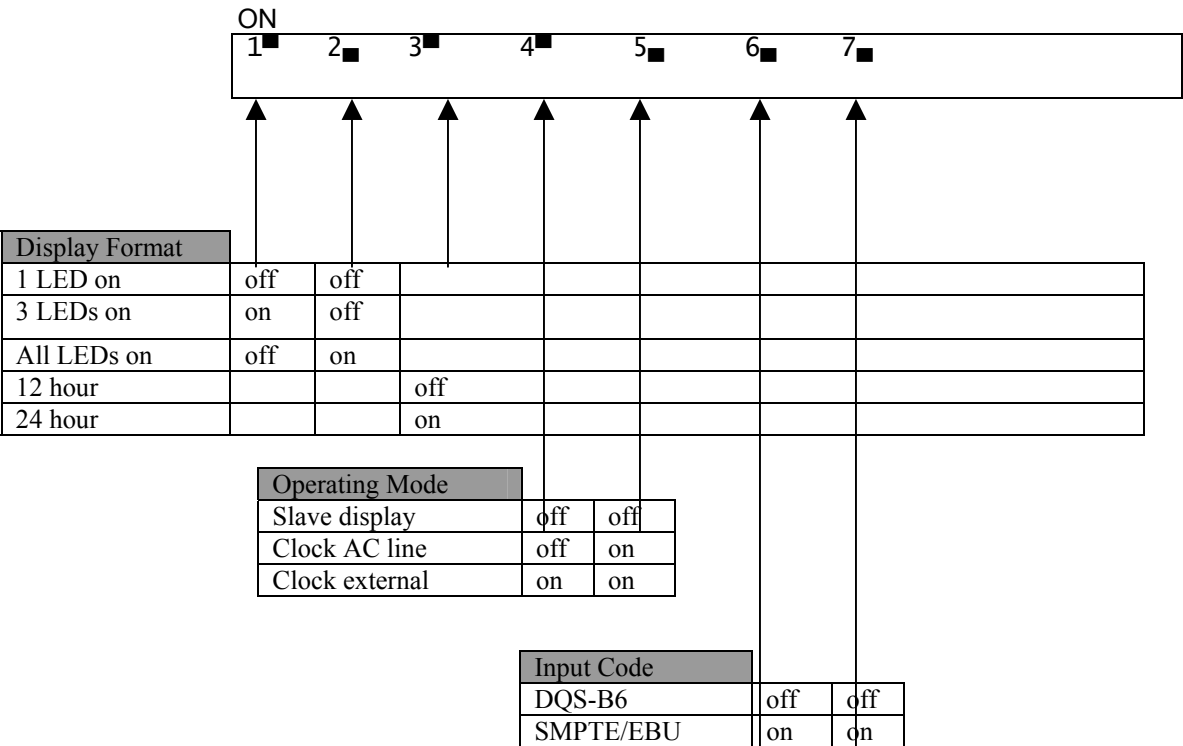 ON
1 2 3 4 5 6 7
Display Format
1 LED on off off
3 LEDs on on off
All LEDs on off on
12 hour off
24 hour on
Operating Mode
Slave display off off
Clock AC line off on
Clock external on on
Input Code
DQS-B6 off off
SMPTE/EBU on on